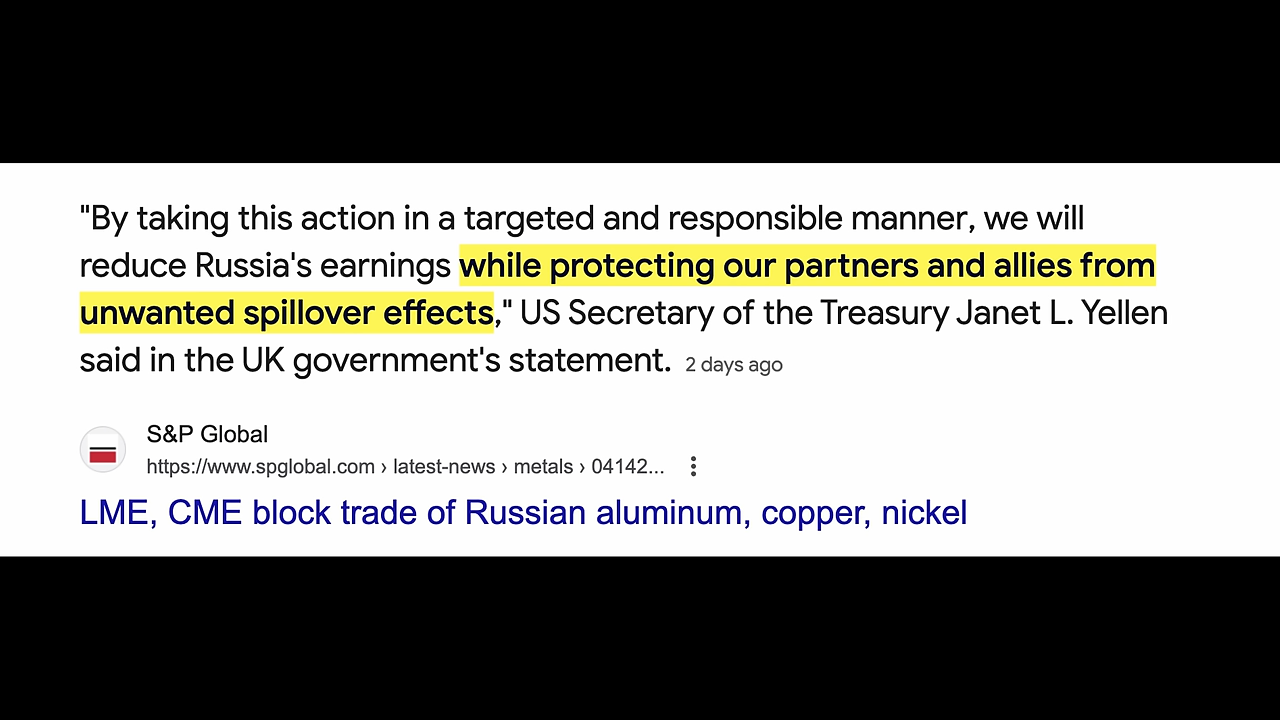 "By taking this action in a targeted and responsible manner, we will
reduce Russia's earnings while protecting our partners and allies from
unwanted spillover effects," US Secretary of the Treasury Janet L. Yellen
said in the UK government's statement. 2 days ago
S&P Global
https://www.spglobal.com › latest-news › metals › 04142...
LME, CME block trade of Russian aluminum, copper, nickel